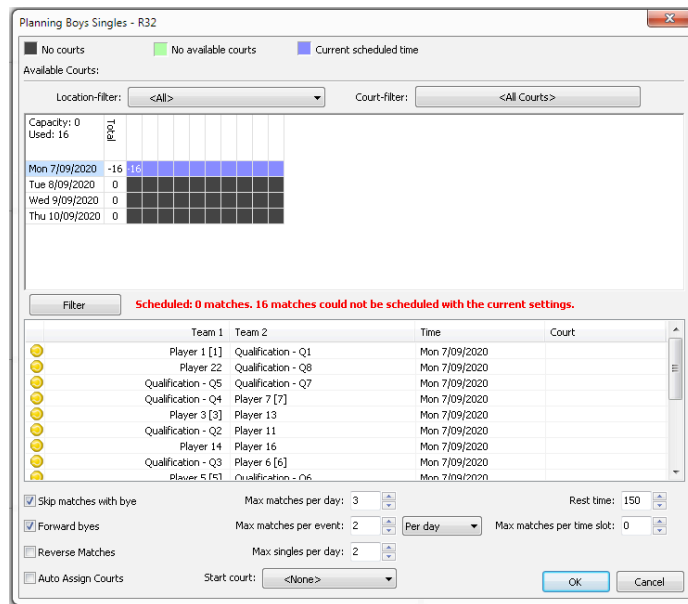 Planning Boys Singles - R32
No courts No available courts Current scheduled time
Available Courts:
Location-filter: <All> Court-filter: <All Courts>
Capacity: 0
Used: 16
Total
Mon 7/09/2020 -16 -16
Tue 8/09/2020 0
Wed 9/09/2020 0
Thu 10/09/2020 0
Filter Scheduled: 0 matches. 16 matches could not be scheduled with the current settings.
Team 1 Team 2 Time Court
Player 1 [1] Qualification - Q1 Mon 7/09/2020
Player 22 Qualification - Q8 Mon 7/09/2020
Qualification - Q5 Qualification - Q7 Mon 7/09/2020
Qualification - Q4 Player 7 [7] Mon 7/09/2020
Player 3 [3] Player 13 Mon 7/09/2020
Qualification - Q2 Player 11 Mon 7/09/2020
Player 14 Player 16 Mon 7/09/2020
Qualification - Q3 Player 6 [6] Mon 7/09/2020
Player 5 [5] Qualification - Q6 Mon 7/09/2020
Skip matches with bye Max matches per day: 3 Rest time: 150
Forward byes Max matches per event: 2 Per day Max matches per time slot: 0
Reverse Matches Max singles per day: 2
Auto Assign Courts Start court: <None> OK Cancel